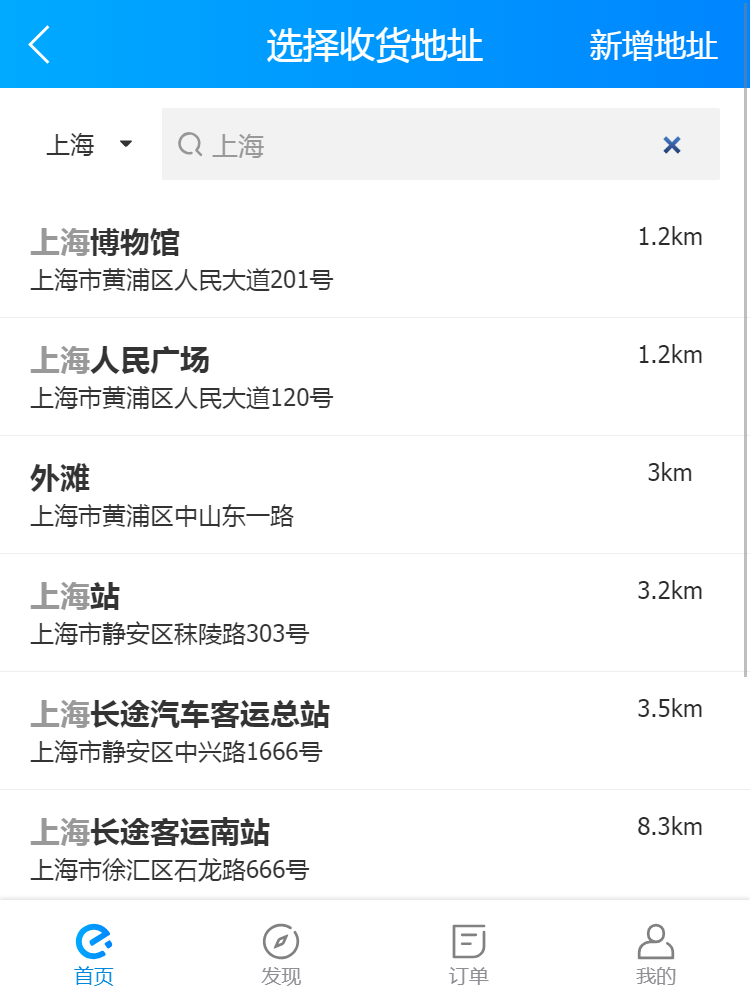 选择收货地址 新增地址
上海 上海
上海博物馆 1.2km
上海市黄浦区人民大道201号
上海人民广场 1.2km
上海市黄浦区人民大道120号
外滩 3km
上海市黄浦区中山东一路
上海站 3.2km
上海市静安区秣陵路303号
上海长途汽车客运总站 3.5km
上海市静安区中兴路1666号
上海长途客运南站 8.3km
上海市徐汇区石龙路666号
首页 发现 订单 我的